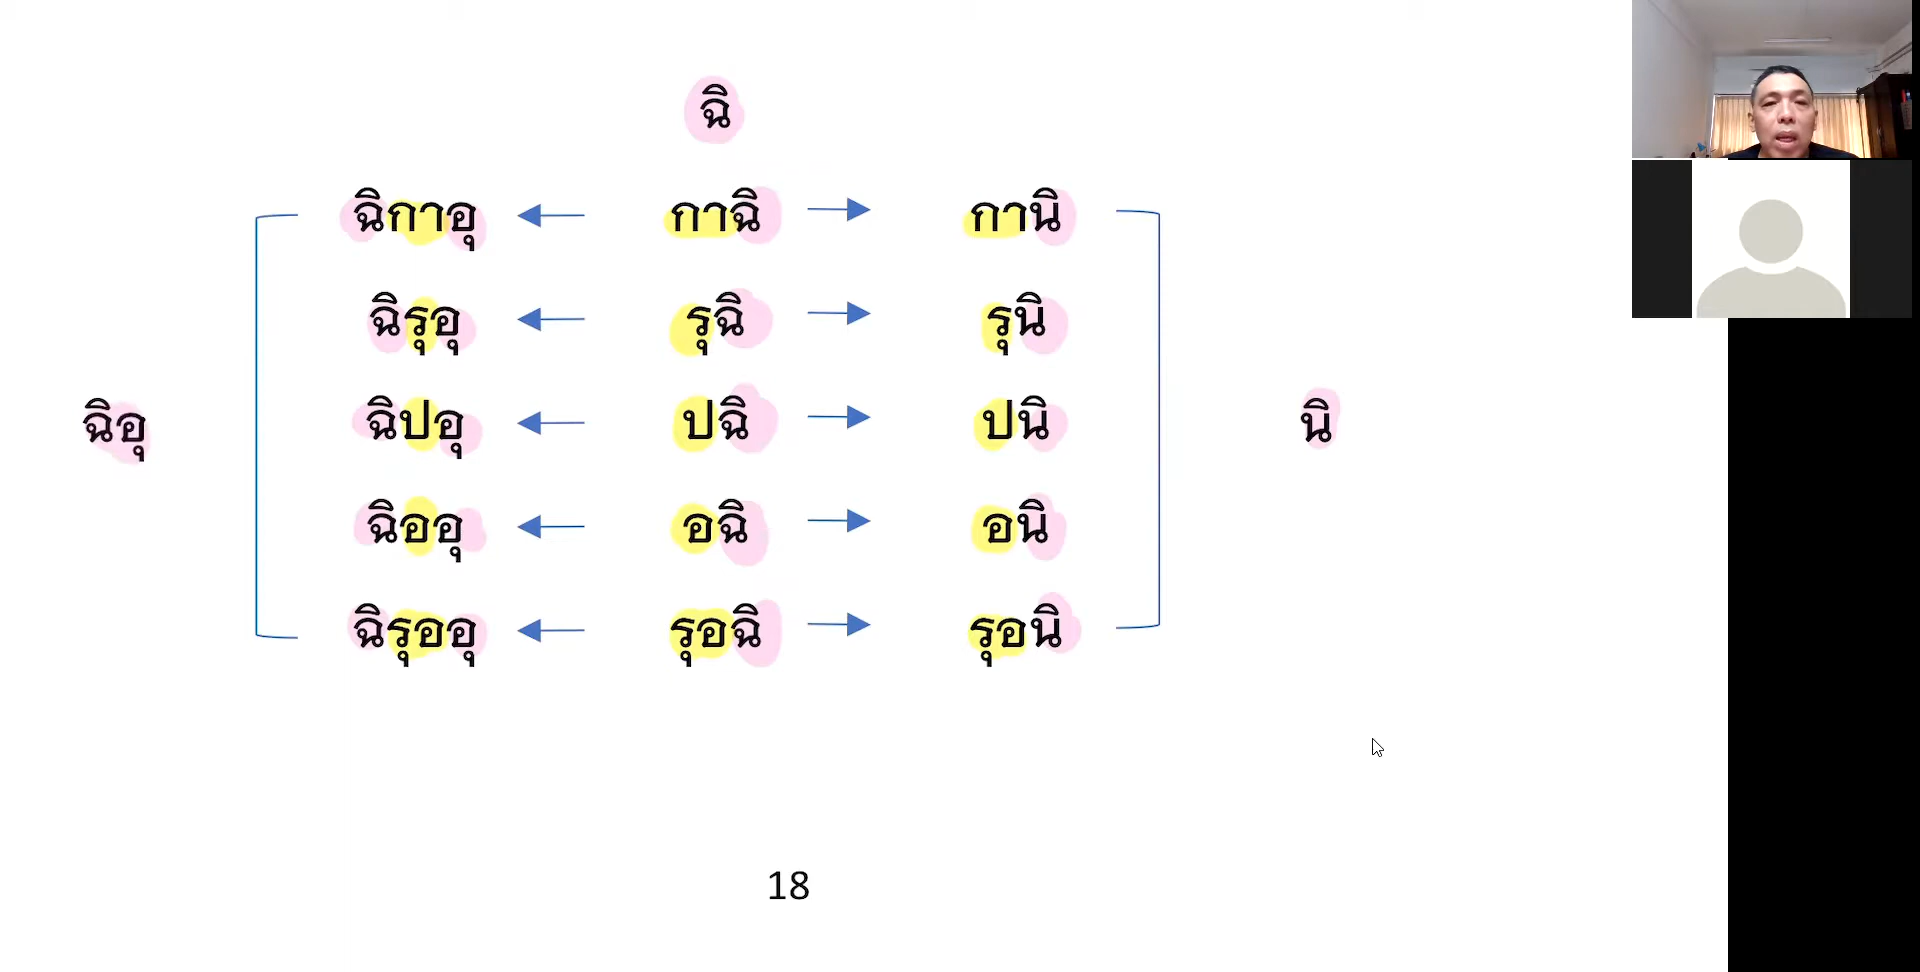 ฉิ
ฉิกาอุ กาฉิ กานิ
ฉิรุอุ รุฉิ รุนิ
ฉิอุ ฉิปอุ ปฉิ ปนิ นิ
ฉิออุ อฉิ อนิ
ฉิรุออุ รุอฉิ รุอนิ
18